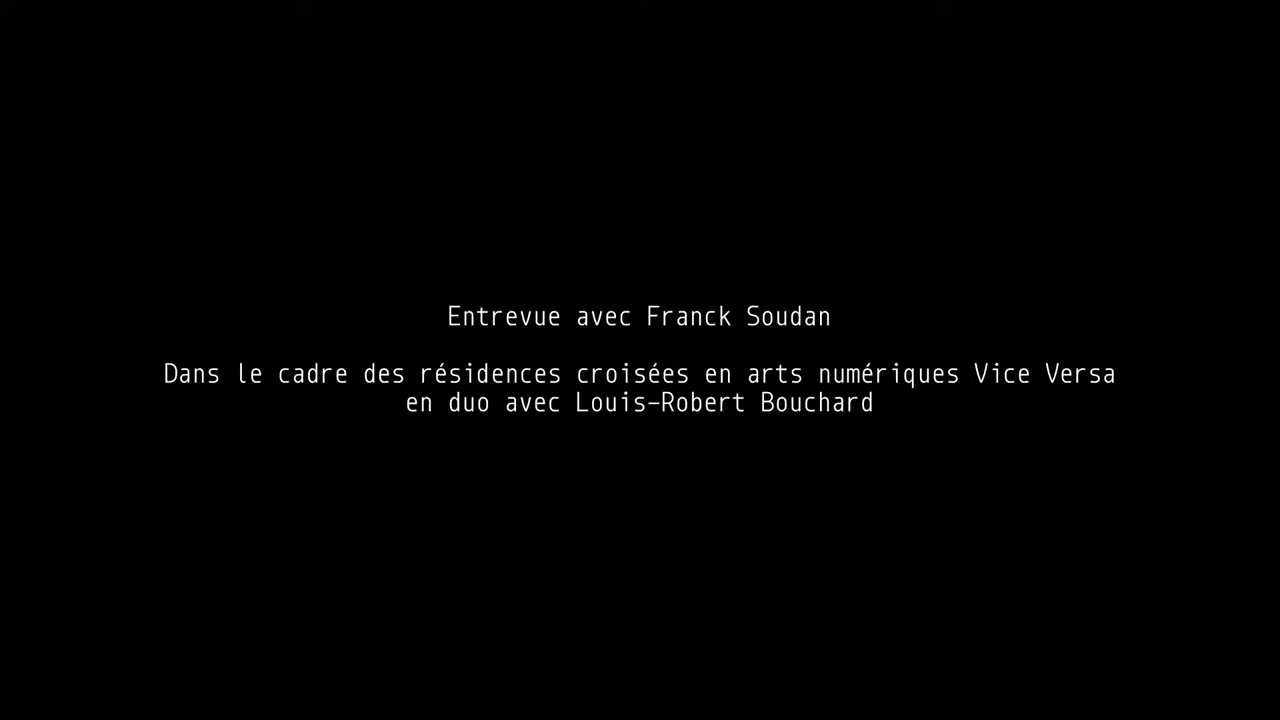 Entrevue avec Franck Soudan
Dans le cadre des résidences croisées en arts numériques Vice Versa
en duo avec Louis-Robert Bouchard